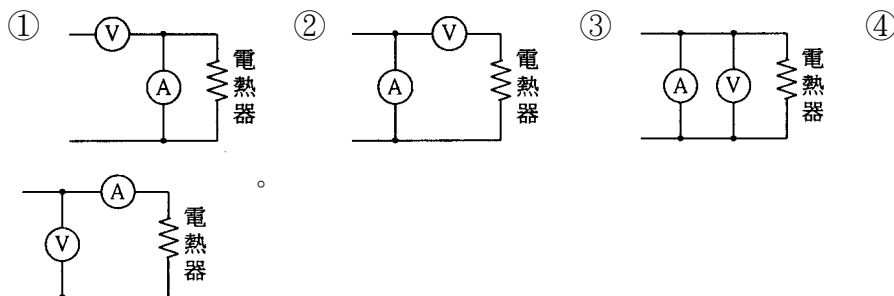 ① V A 電熱器
② V A 電熱器
③ A V 電熱器
④
A V 電熱器 。